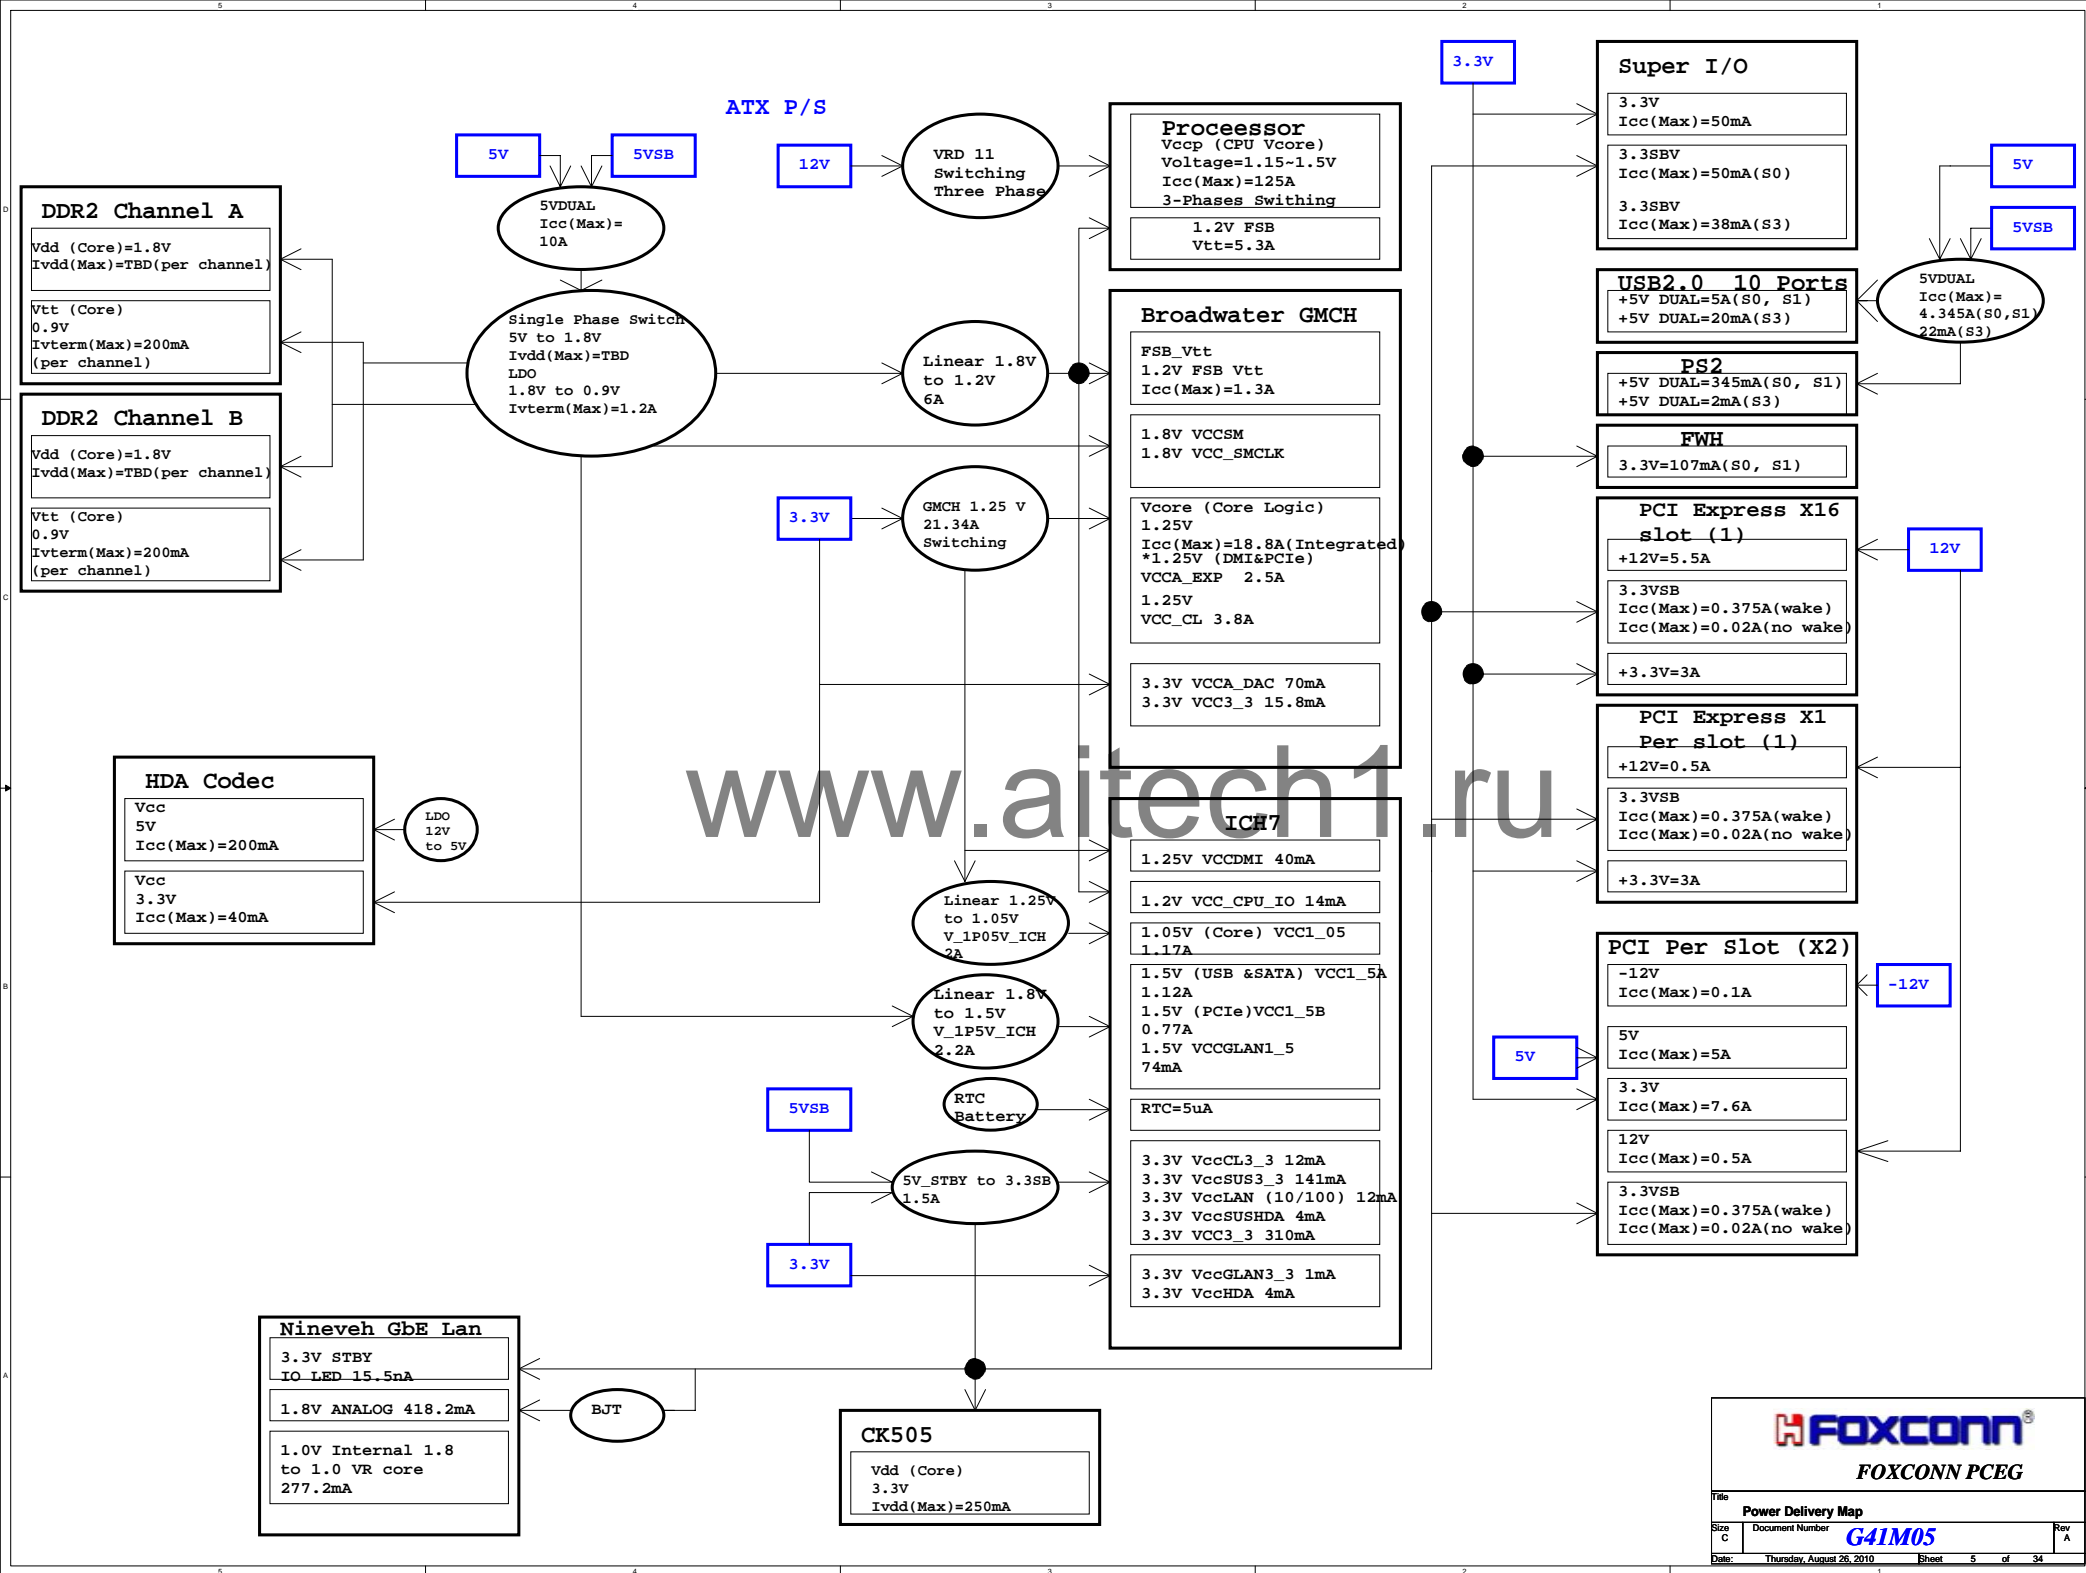 5 4 3 2 1
ATX P/S
5V
5VSB
12V
3.3V
VRD 11
Switching
Three Phase
5VDUAL
Icc(Max)=
10A
DDR2 Channel A
Vdd (Core)=1.8V
Ivdd(Max)=TBD(per channel)
Vtt (Core)
0.9V
Ivterm(Max)=200mA
(per channel)
DDR2 Channel B
Vdd (Core)=1.8V
Ivdd(Max)=TBD(per channel)
Vtt (Core)
0.9V
Ivterm(Max)=200mA
(per channel)
Single Phase Switch
5V to 1.8V
Ivdd(Max)=TBD
LDO
1.8V to 0.9V
Ivterm(Max)=1.2A
Linear 1.8V
to 1.2V
6A
3.3V
GMCH 1.25 V
21.34A
Switching
Proceessor
Vccp (CPU Vcore)
Voltage=1.15~1.5V
Icc(Max)=125A
3-Phases Swithing
1.2V FSB
Vtt=5.3A
Broadwater GMCH
FSB_Vtt
1.2V FSB Vtt
Icc(Max)=1.3A
1.8V VCCSM
1.8V VCC_SMCLK
Vcore (Core Logic)
1.25V
Icc(Max)=18.8A(Integrated)
*1.25V (DMI&PCIe)
VCCA_EXP 2.5A
1.25V
VCC_CL 3.8A
3.3V VCCA_DAC 70mA
3.3V VCC3_3 15.8mA
www.aitech1.ru
HDA Codec
Vcc
5V
Icc(Max)=200mA
Vcc
3.3V
Icc(Max)=40mA
LDO
12V
to 5V
Linear 1.25V
to 1.05V
V_1P05V_ICH
2A
Linear 1.8V
to 1.5V
V_1P5V_ICH
2.2A
RTC
Battery
5VSB
5V_STBY to 3.3SB
1.5A
3.3V
ICH7
1.25V VCCDMI 40mA
1.2V VCC_CPU_IO 14mA
1.05V (Core) VCC1_05
1.17A
1.5V (USB &SATA) VCC1_5A
1.12A
1.5V (PCIe)VCC1_5B
0.77A
1.5V VCCGLAN1_5
74mA
RTC=5uA
3.3V VccCL3_3 12mA
3.3V VccSUS3_3 141mA
3.3V VccLAN (10/100) 12mA
3.3V VccSUSHDA 4mA
3.3V VCC3_3 310mA
3.3V VccGLAN3_3 1mA
3.3V VccHDA 4mA
Nineveh GbE Lan
3.3V STBY
IO LED 15.5nA
1.8V ANALOG 418.2mA
1.0V Internal 1.8
to 1.0 VR core
277.2mA
BJT
CK505
Vdd (Core)
3.3V
Ivdd(Max)=250mA
Super I/O
3.3V
Icc(Max)=50mA
3.3SBV
Icc(Max)=50mA(S0)
3.3SBV
Icc(Max)=38mA(S3)
5V
5VSB
5VDUAL
Icc(Max)=
4.345A(S0,S1)
22mA(S3)
USB2.0 10 Ports
+5V DUAL=5A(S0, S1)
+5V DUAL=20mA(S3)
PS2
+5V DUAL=345mA(S0, S1)
+5V DUAL=2mA(S3)
FWH
3.3V=107mA(S0, S1)
PCI Express X16
slot (1)
+12V=5.5A
3.3VSB
Icc(Max)=0.375A(wake)
Icc(Max)=0.02A(no wake)
+3.3V=3A
12V
PCI Express X1
Per slot (1)
+12V=0.5A
3.3VSB
Icc(Max)=0.375A(wake)
Icc(Max)=0.02A(no wake)
+3.3V=3A
PCI Per Slot (X2)
-12V
Icc(Max)=0.1A
-12V
5V
5V
Icc(Max)=5A
3.3V
Icc(Max)=7.6A
12V
Icc(Max)=0.5A
3.3VSB
Icc(Max)=0.375A(wake)
Icc(Max)=0.02A(no wake)
D
C
B
A
FOXCONN®
FOXCONN PCEG
Title
Power Delivery Map
Size
C
Document Number
G41M05
Rev
A
Date: Thursday, August 26, 2010 Sheet 5 of 34
5 4 3 2 1